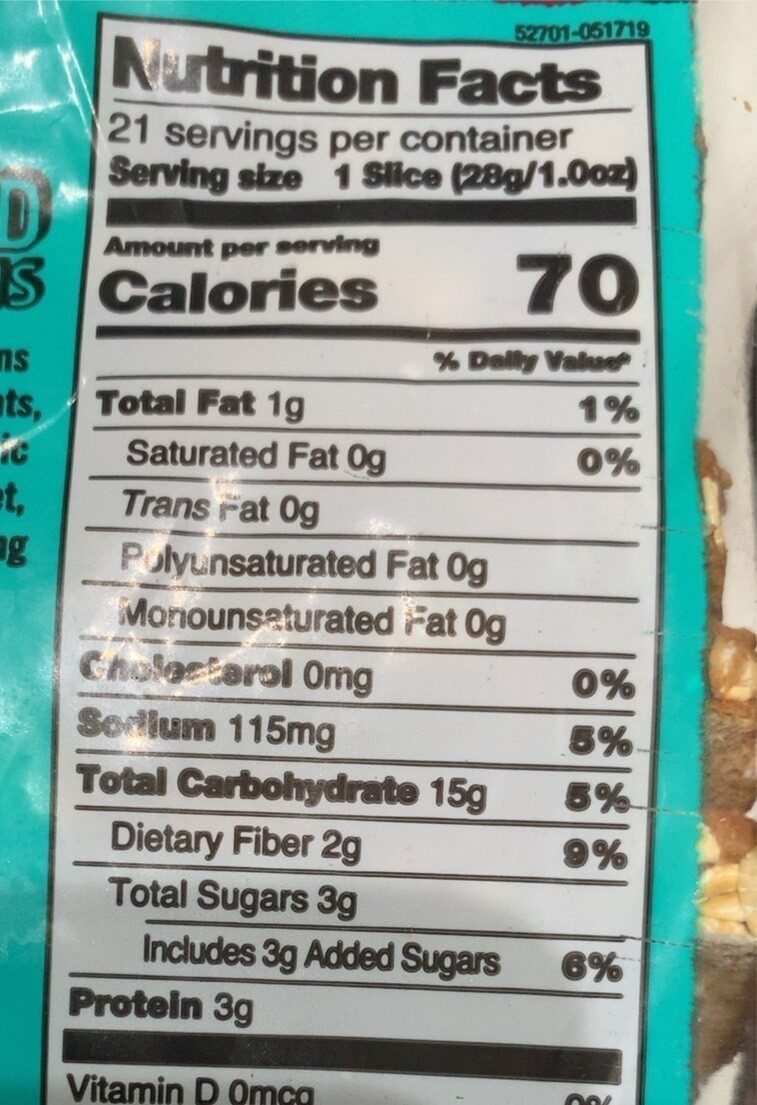 52701-051719
Nutrition Facts
21 servings per container
Serving size 1 Slice (28g/1.0oz)
Amount per serving
Calories 70
% Daily Value*
Total Fat 1g 1%
Saturated Fat 0g 0%
Trans Fat 0g
Polyunsaturated Fat 0g
Monounsaturated Fat 0g
Cholesterol 0mg 0%
Sodium 115mg 5%
Total Carbohydrate 15g 5%
Dietary Fiber 2g 9%
Total Sugars 3g
Includes 3g Added Sugars 6%
Protein 3g
Vitamin D 0mcg 0%